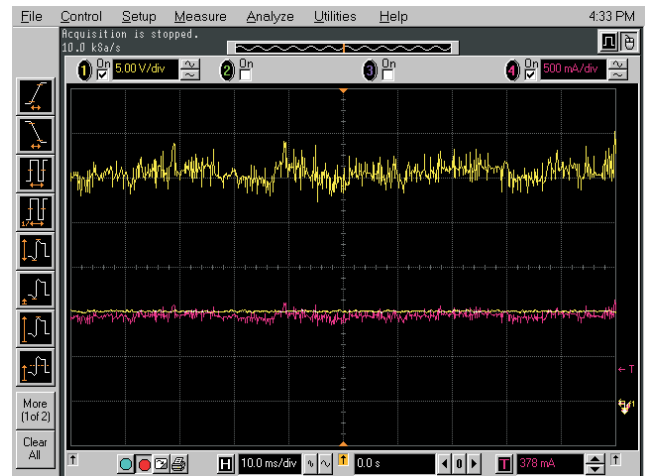 File Control Setup Measure Analyze Utilities Help 4:33 PM
Acquisition is stopped.
10.0 kSa/s
1 On 5.00 V/div 2 On 3 On 4 On 500 mA/div
T
More
(1 of 2)
Clear
All
H 10.0 ms/div 0.0 s 0 T 378 mA